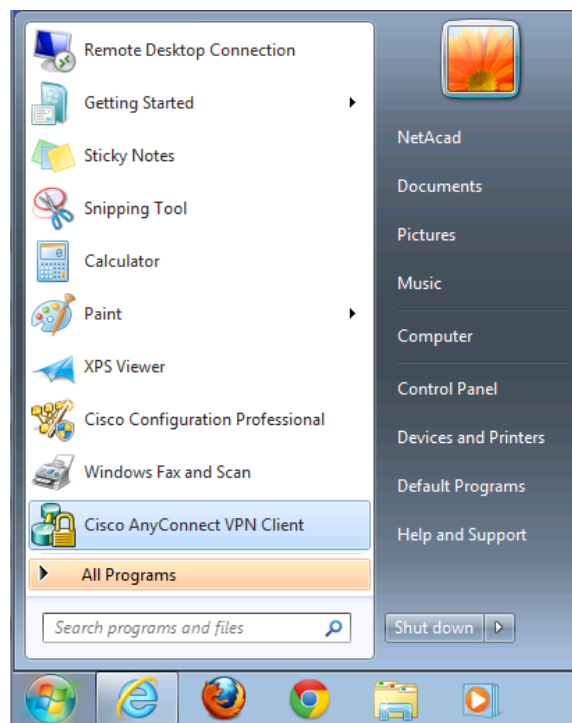 Remote Desktop Connection
Getting Started
Sticky Notes
Snipping Tool
Calculator
Paint
XPS Viewer
Cisco Configuration Professional
Windows Fax and Scan
Cisco AnyConnect VPN Client
All Programs
Search programs and files
NetAcad
Documents
Pictures
Music
Computer
Control Panel
Devices and Printers
Default Programs
Help and Support
Shut down